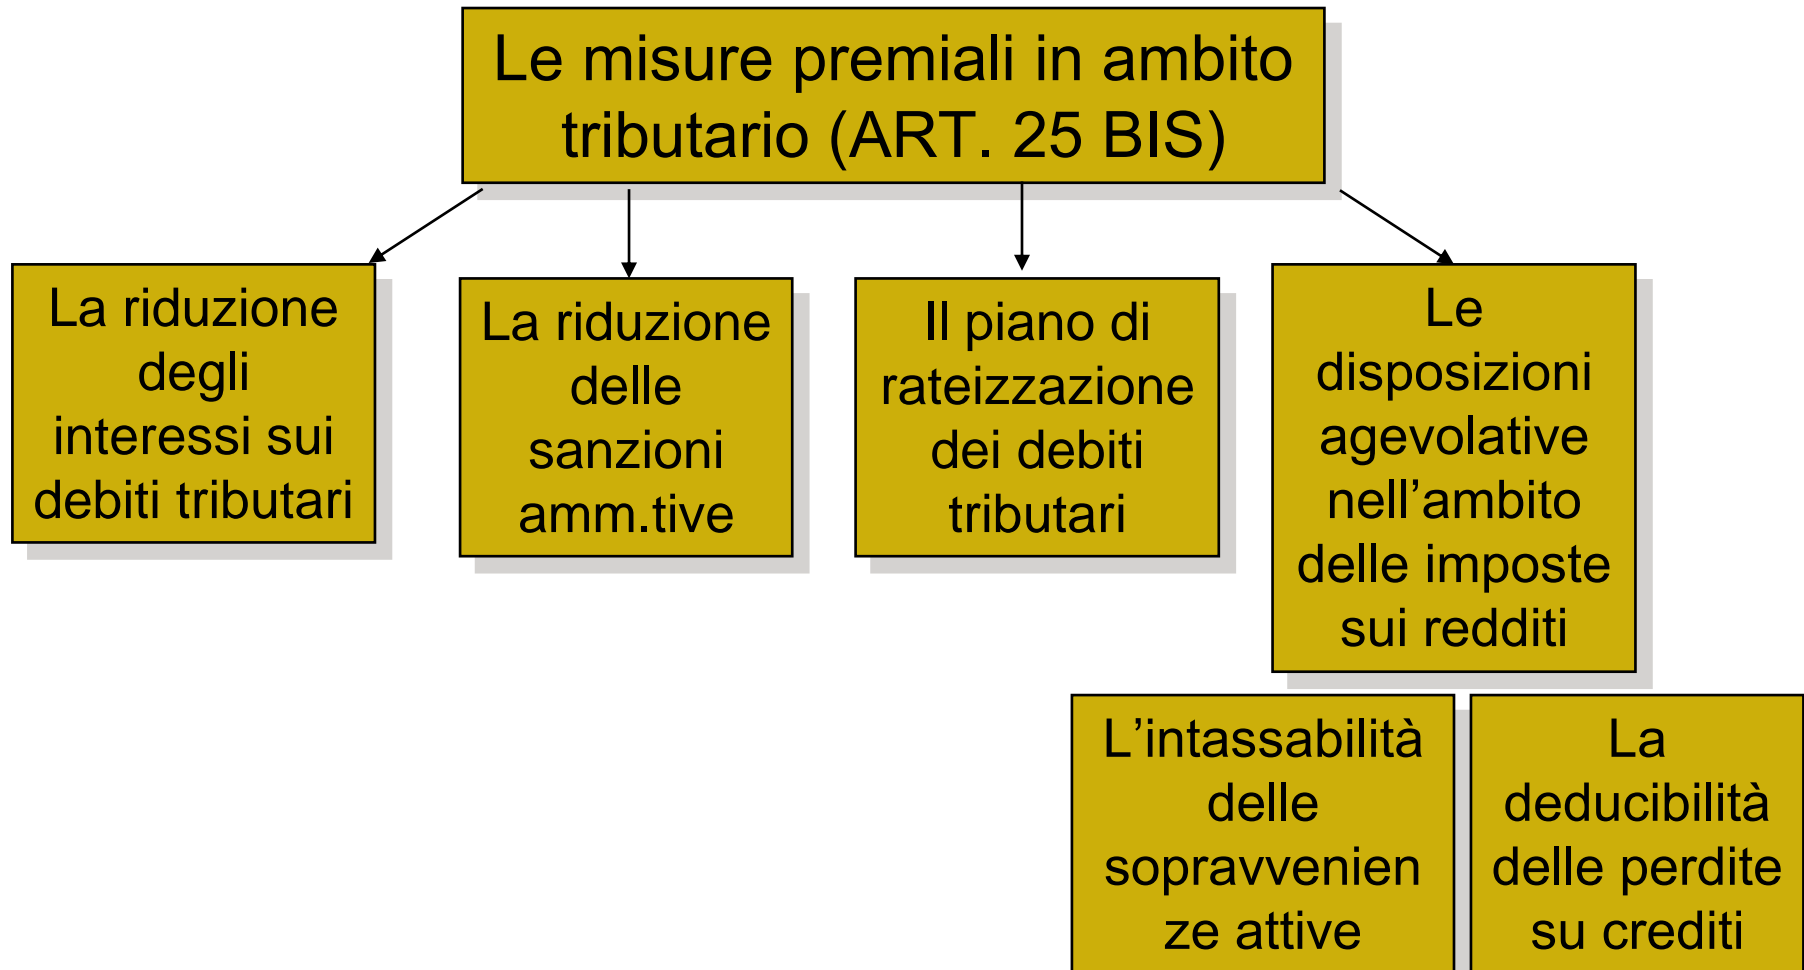 Le misure premiali in ambito
tributario (ART. 25 BIS)
La riduzione
degli
interessi sui
debiti tributari
La riduzione
delle
sanzioni
amm.tive
Il piano di
rateizzazione
dei debiti
tributari
Le
disposizioni
agevolative
nell’ambito
delle imposte
sui redditi
L’intassabilità
delle
sopravvenien
ze attive
La
deducibilità
delle perdite
su crediti